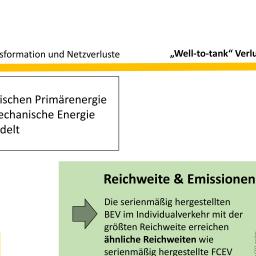 sformation und Netzverluste
„Well-to-tank“ Verlu
ischen Primärenergie
echanische Energie
delt
Reichweite & Emissionen
Die serienmäßig hergestellten
BEV im Individualverkehr mit der
größten Reichweite erreichen
ähnliche Reichweiten wie
serienmäßig hergestellte FCEV